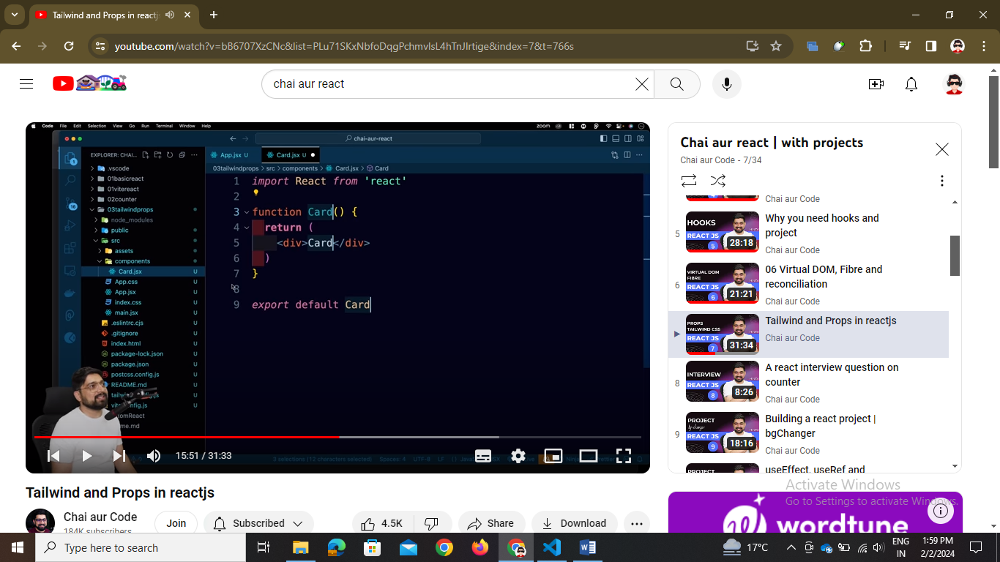 Tailwind and Props in reactjs
youtube.com/watch?v=bB6707XzCNc&list=PLu71SKxNbfoDqgPchmvIsL4hTnJIrtige&index=7&t=766s
chai aur react
Code File Edit Selection View Go Run Terminal Window Help
zoom
chai-aur-react
EXPLORER: CHAI...
App.jsx U
Card.jsx U
03tailwindprops > src > components > Card.jsx > Card
.vscode
01basicreact
01vitereact
02counter
03tailwindprops
node_modules
public
src
assets
components
Card.jsx U
App.css U
App.jsx U
index.css U
main.jsx U
.eslintrc.cjs U
.gitignore U
index.html U
package-lock.json U
package.json U
postcss.config.js U
README.md U
1 import React from 'react'
2
3 function Card() {
4 return (
5 <div>Card</div>
6 )
7 }
8
9 export default Card
3 selections (12 characters selected) Spaces: 4 UTF-8 LF
15:51 / 31:33
Tailwind and Props in reactjs
Chai aur Code
184K subscribers
Join
Subscribed
4.5K
Share
Download
Chai aur react | with projects
Chai aur Code - 7/34
Chai aur Code
5
HOOKS
REACT JS
5
28:18
Why you need hooks and
project
Chai aur Code
6
VIRTUAL DOM
FIBRE
REACT JS
6
21:21
06 Virtual DOM, Fibre and
reconciliation
Chai aur Code
PROPS
TAILWIND CSS
REACT JS
7
31:34
Tailwind and Props in reactjs
Chai aur Code
8
INTERVIEW
REACT JS
8
8:26
A react interview question on
counter
Chai aur Code
9
PROJECT
bg-changer
REACT JS
9
18:16
Building a react project |
bgChanger
Chai aur Code
useEffect, useRef and
Activate Windows
Go to Settings to activate Windows.
wordtune
Type here to search
17°C
ENG
IN
1:59 PM
2/2/2024